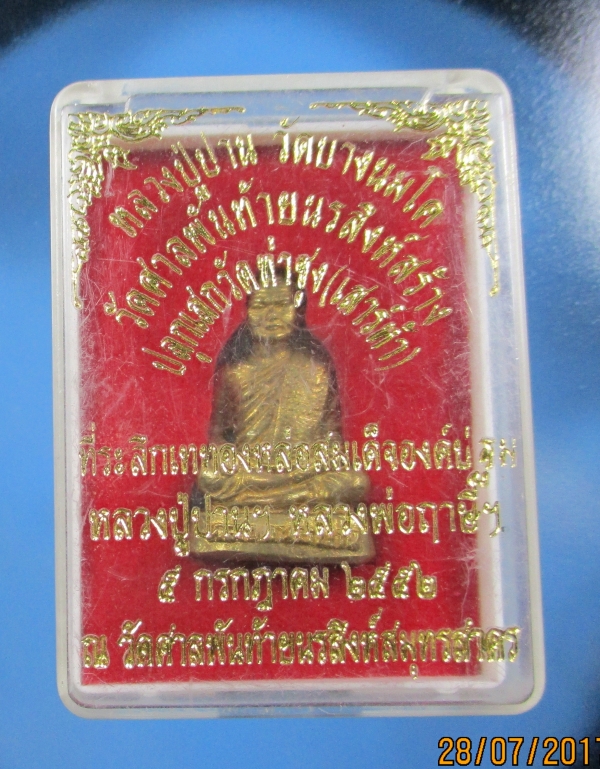 หลวงปู่ปาน วัดบางนมโค
วัดศาลพันท้ายนรสิงห์สร้าง
ปลุกเสกวัดท่าซุง(เสาร์ห้า)
ที่ระลึกเททองหล่อสมเด็จองค์ปฐม
หลวงปู่ปานฯ หลวงพ่อฤาษีฯ
๕ กรกฎาคม ๒๕๕๒
ณ วัดศาลพันท้ายนรสิงห์สมุทรสาคร
28/07/2017